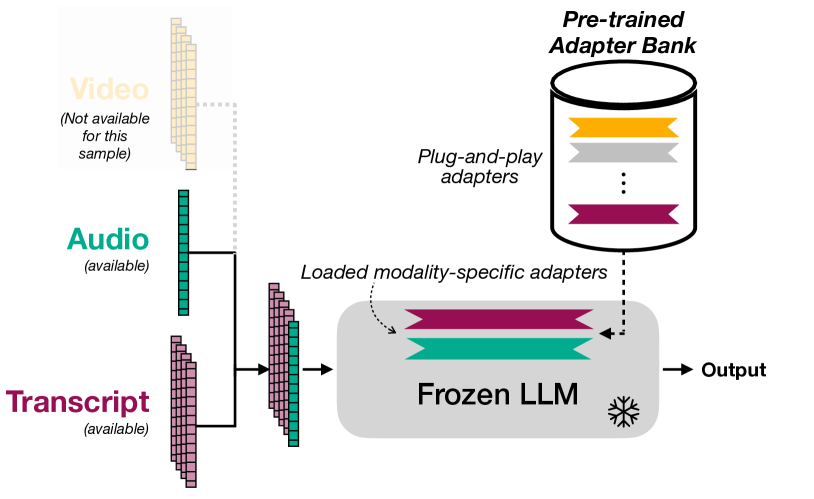 Pre-trained
Adapter Bank
Video
(Not available
for this
sample)
Plug-and-play
adapters
Audio
(available)
Loaded modality-specific adapters
Transcript
(available)
Frozen LLM
Output